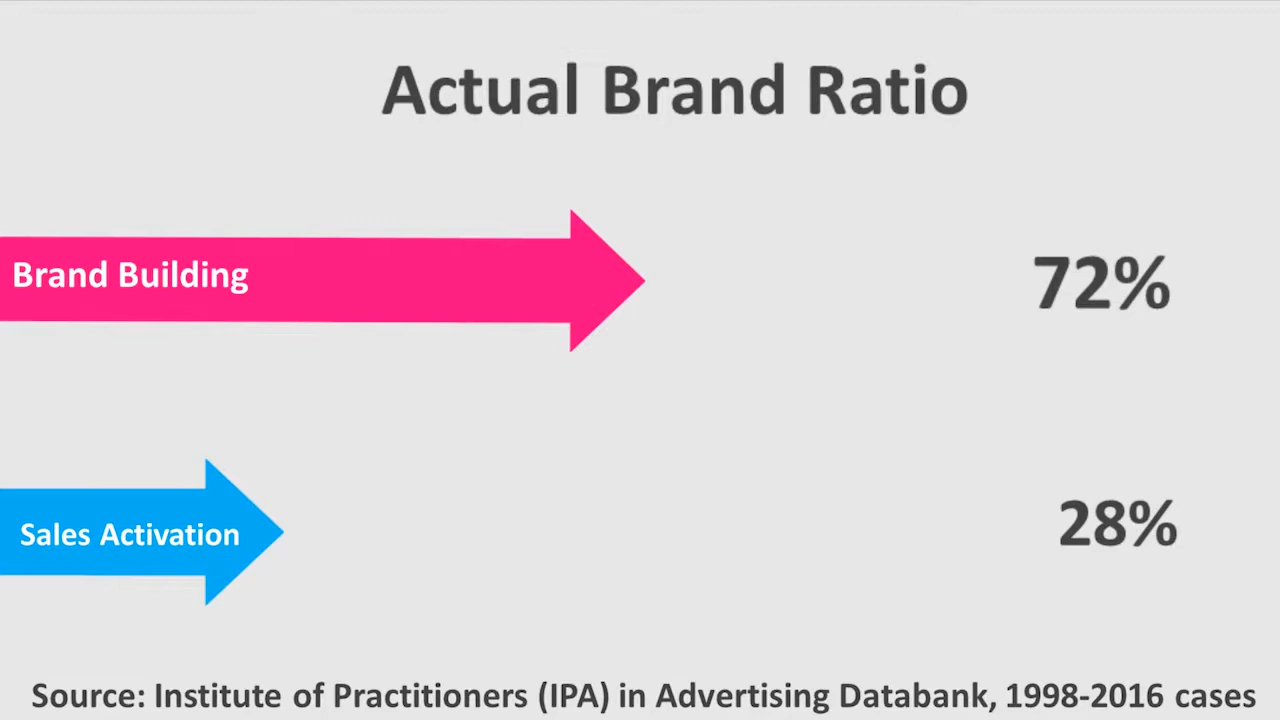 Actual Brand Ratio
Brand Building
72%
Sales Activation
28%
Source: Institute of Practitioners (IPA) in Advertising Databank, 1998-2016 cases